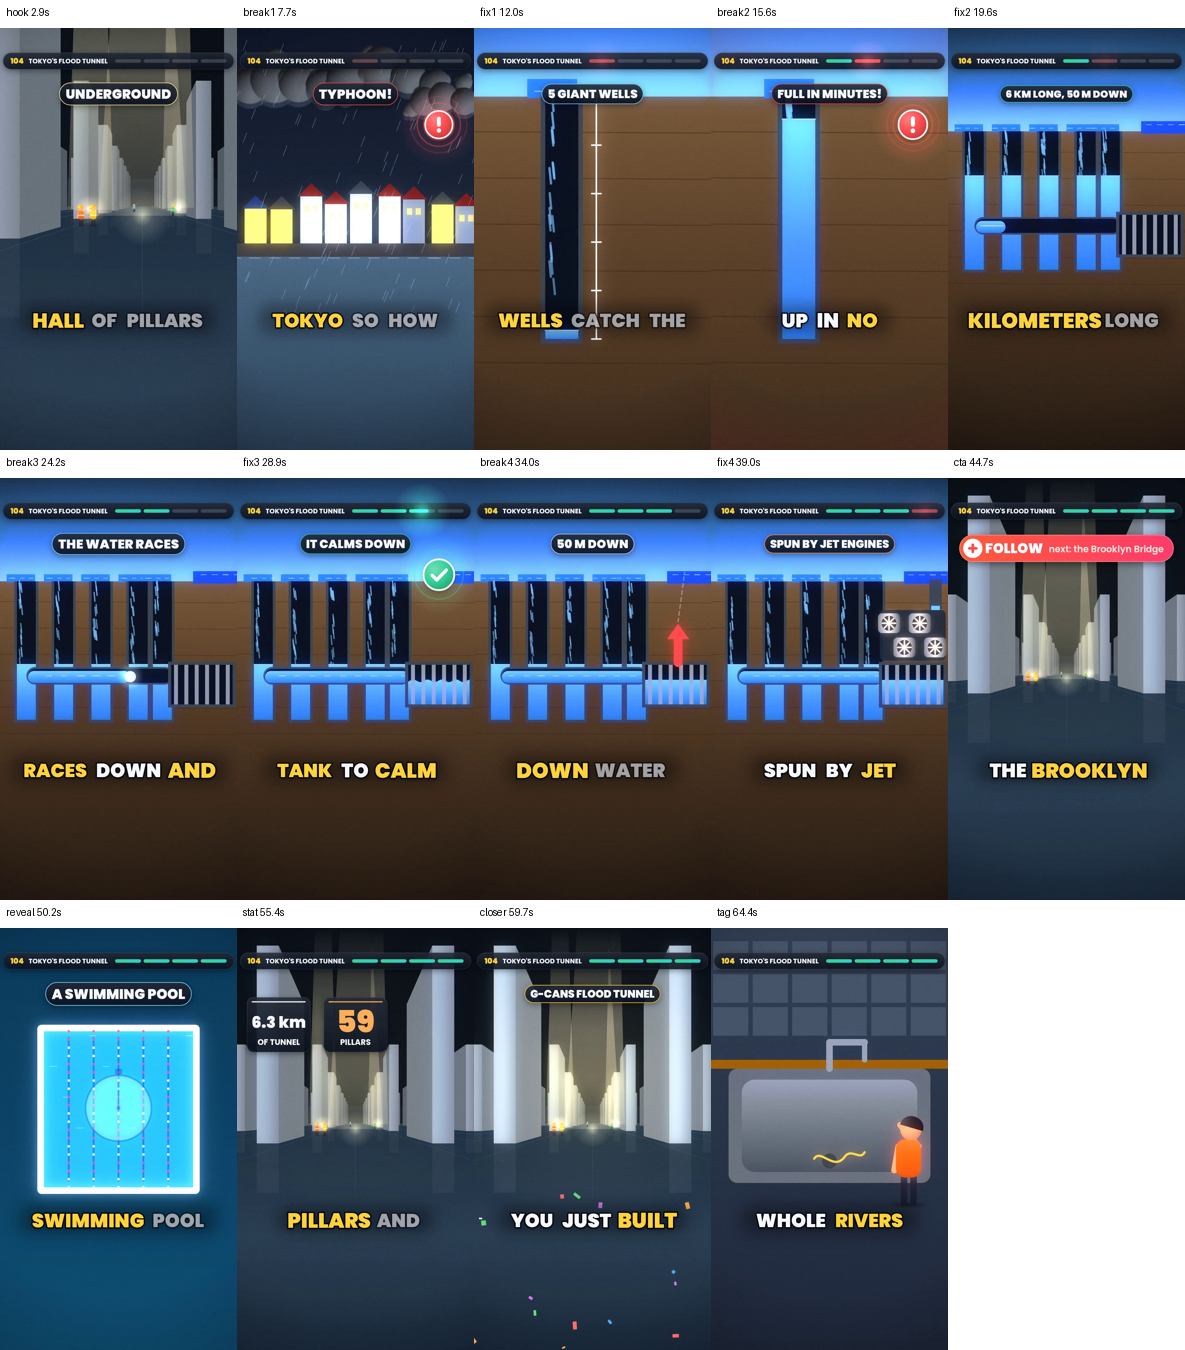 hook 2.9s
104 TOKYO'S FLOOD TUNNEL
UNDERGROUND
HALL OF PILLARS
break1 7.7s
104 TOKYO'S FLOOD TUNNEL
TYPHOON!
!
TOKYO SO HOW
fix1 12.0s
104 TOKYO'S FLOOD TUNNEL
5 GIANT WELLS
WELLS CATCH THE
break2 15.6s
104 TOKYO'S FLOOD TUNNEL
FULL IN MINUTES!
!
UP IN NO
fix2 19.6s
104 TOKYO'S FLOOD TUNNEL
6 KM LONG, 50 M DOWN
KILOMETERS LONG
break3 24.2s
104 TOKYO'S FLOOD TUNNEL
THE WATER RACES
RACES DOWN AND
fix3 28.9s
104 TOKYO'S FLOOD TUNNEL
IT CALMS DOWN
TANK TO CALM
break4 34.0s
104 TOKYO'S FLOOD TUNNEL
50 M DOWN
DOWN WATER
fix4 39.0s
104 TOKYO'S FLOOD TUNNEL
SPUN BY JET ENGINES
SPUN BY JET
cta 44.7s
104 TOKYO'S FLOOD TUNNEL
FOLLOW next: the Brooklyn Bridge
THE BROOKLYN
reveal 50.2s
104 TOKYO'S FLOOD TUNNEL
A SWIMMING POOL
SWIMMING POOL
stat 55.4s
104 TOKYO'S FLOOD TUNNEL
6.3 km
OF TUNNEL
59
PILLARS
PILLARS AND
closer 59.7s
104 TOKYO'S FLOOD TUNNEL
G-CANS FLOOD TUNNEL
YOU JUST BUILT
tag 64.4s
104 TOKYO'S FLOOD TUNNEL
WHOLE RIVERS